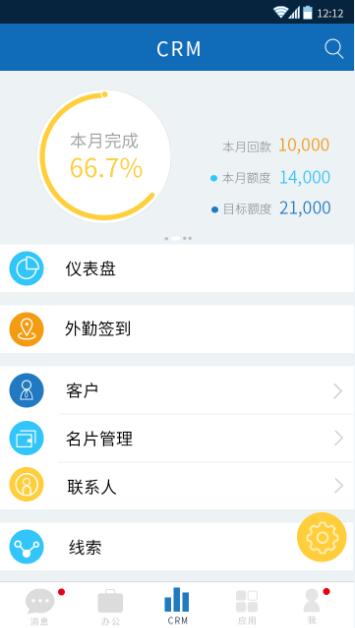 12:12
CRM
本月完成
66.7%
本月回款 10,000
本月额度 14,000
目标额度 21,000
仪表盘
外勤签到
客户
名片管理
联系人
线索
消息 办公 CRM 应用 我